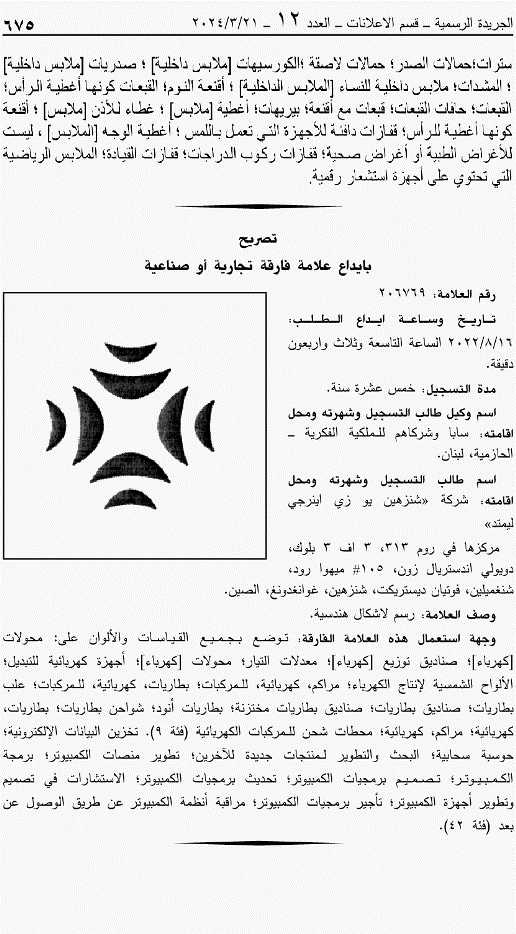 الجريدة الرسمية – قسم الاعلانات – العدد ١٢ – ٢٠٢٤/٣/٢١
٦٧٥
سترات؛حمالات الصدر؛ حمالات لاصقة ؛الكورسيهات [ملابس داخلية] ؛ صدريات [ملابس داخلية]
؛ المشدات؛ ملابس داخلية للنساء [الملابس الداخلية] ؛ أقنعة النوم؛ القبعات كونها أغطية الرأس؛
القبعات؛ حافات القبعات؛ قبعات مع أقنعة؛ بيريهات؛ أغطية [ملابس] ؛ غطاء للأذن [ملابس] ؛ أقنعة
كونها أغطية للرأس؛ قفازات دافئة للأجهزة التي تعمل باللمس ؛ أغطية الوجه [الملابس] ، ليست
للأغراض الطبية أو أغراض صحية؛ قفازات ركوب الدراجات؛ قفازات القيادة؛ الملابس الرياضية
التي تحتوي على أجهزة استشعار رقمية.
تصريح
بايداع علامة فارقة تجارية أو صناعية
رقم العلامة: ٢٠٦٧٦٩
تاريخ وساعة ايداع الطلب:
٢٠٢٢/٨/١٦ الساعة التاسعة وثلاث واربعون
دقيقة.
مدة التسجيل: خمس عشرة سنة.
اسم وكيل طالب التسجيل وشهرته ومحل
اقامته: سابا وشركاهم للملكية الفكرية –
الحازمية، لبنان.
اسم طالب التسجيل وشهرته ومحل
اقامته: شركة «شنزهين يو زي اينرجي
ليمتد»
مركزها في روم ٣١٣، ٣ اف ٣ بلوك،
دويولي اندستريال زون، ١٠٥# ميهوا رود،
شنغميلين، فوتيان ديستريكت، شنزهين، غوانغدونغ، الصين.
وصف العلامة: رسم لاشكال هندسية.
وجهة استعمال هذه العلامة الفارقة: توضع بجميع القياسات والألوان على: محولات
[كهرباء]؛ صناديق توزيع [كهرباء]؛ معدلات التيار؛ محولات [كهرباء]؛ أجهزة كهربائية للتبديل؛
الألواح الشمسية لإنتاج الكهرباء؛ مراكم، كهربائية، للمركبات؛ بطاريات، كهربائية، للمركبات؛ علب
بطاريات؛ صناديق بطاريات؛ صناديق بطاريات مختزنة؛ بطاريات أنود؛ شواحن بطاريات؛ بطاريات،
كهربائية؛ مراكم، كهربائية؛ محطات شحن للمركبات الكهربائية (فئة ٩). تخزين البيانات الإلكترونية؛
حوسبة سحابية؛ البحث والتطوير لمنتجات جديدة للآخرين؛ تطوير منصات الكمبيوتر؛ برمجة
الكمبيوتر؛ تصميم برمجيات الكمبيوتر؛ تحديث برمجيات الكمبيوتر؛ الاستشارات في تصميم
وتطوير أجهزة الكمبيوتر؛ تأجير برمجيات الكمبيوتر؛ مراقبة أنظمة الكمبيوتر عن طريق الوصول عن
بعد (فئة ٤٢).